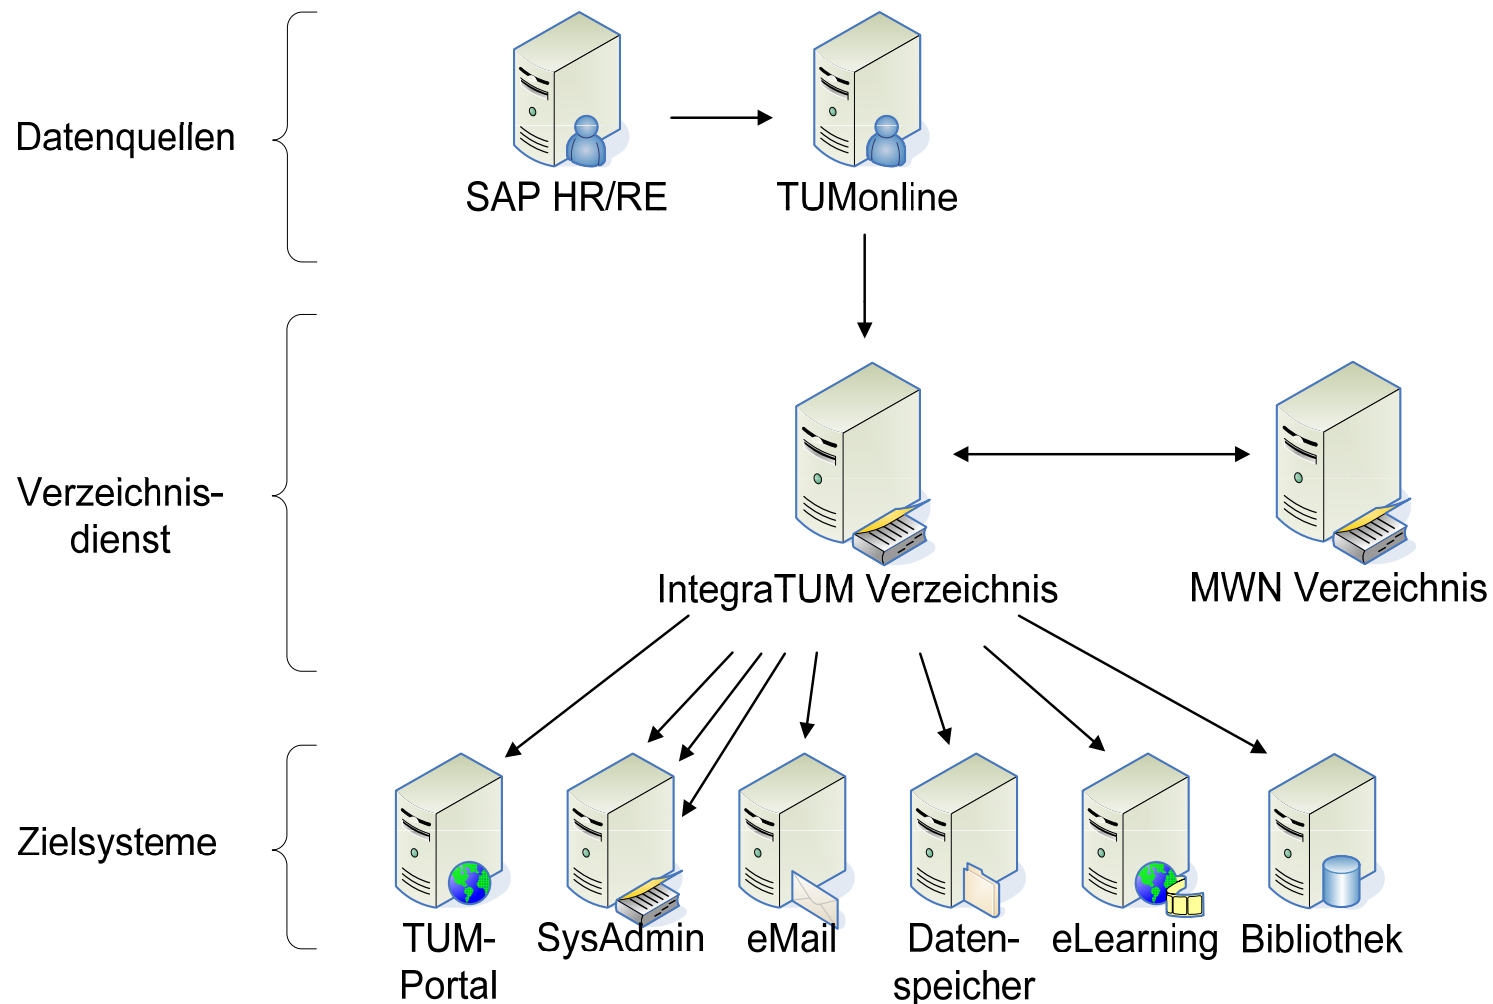 Datenquellen
SAP HR/RE
TUMonline
Verzeichnis-
dienst
IntegraTUM Verzeichnis
MWN Verzeichnis
Zielsysteme
TUM-
Portal
SysAdmin
eMail
Daten-
speicher
eLearning
Bibliothek